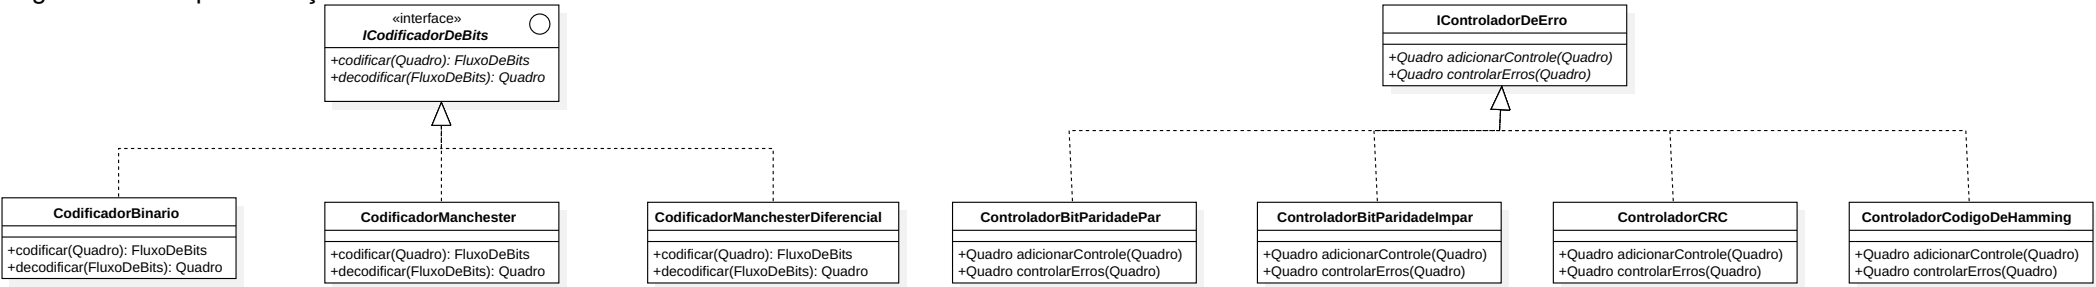 «interface»
ICodificadorDeBits
+codificar(Quadro): FluxoDeBits
+decodificar(FluxoDeBits): Quadro
IControladorDeErro
+Quadro adicionarControle(Quadro)
+Quadro controlarErros(Quadro)
CodificadorBinario
+codificar(Quadro): FluxoDeBits
+decodificar(FluxoDeBits): Quadro
CodificadorManchester
+codificar(Quadro): FluxoDeBits
+decodificar(FluxoDeBits): Quadro
CodificadorManchesterDiferencial
+codificar(Quadro): FluxoDeBits
+decodificar(FluxoDeBits): Quadro
ControladorBitParidadePar
+Quadro adicionarControle(Quadro)
+Quadro controlarErros(Quadro)
ControladorBitParidadeImpar
+Quadro adicionarControle(Quadro)
+Quadro controlarErros(Quadro)
ControladorCRC
+Quadro adicionarControle(Quadro)
+Quadro controlarErros(Quadro)
ControladorCodigoDeHamming
+Quadro adicionarControle(Quadro)
+Quadro controlarErros(Quadro)